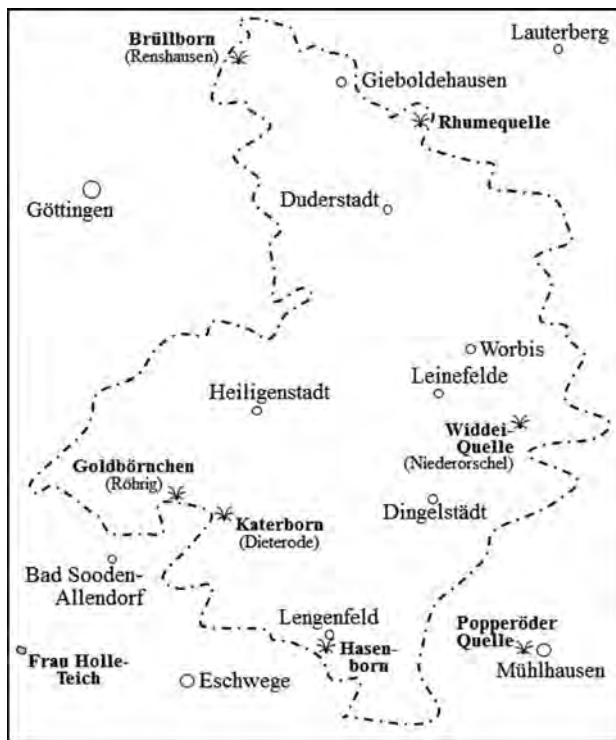 Lauterberg
Brüllborn
(Renshausen)
Gieboldehausen
Rhumequelle
Göttingen
Duderstadt
Worbis
Leinefelde
Heiligenstadt
Widdei-
Quelle
(Niederorschel)
Goldbörnchen
(Röhrig)
Katerborn
(Dieterode)
Dingelstädt
Bad Sooden-
Allendorf
Lengenfeld
Hasen-
born
Popperöder
Quelle
Mühlhausen
Frau Holle-
Teich
Eschwege